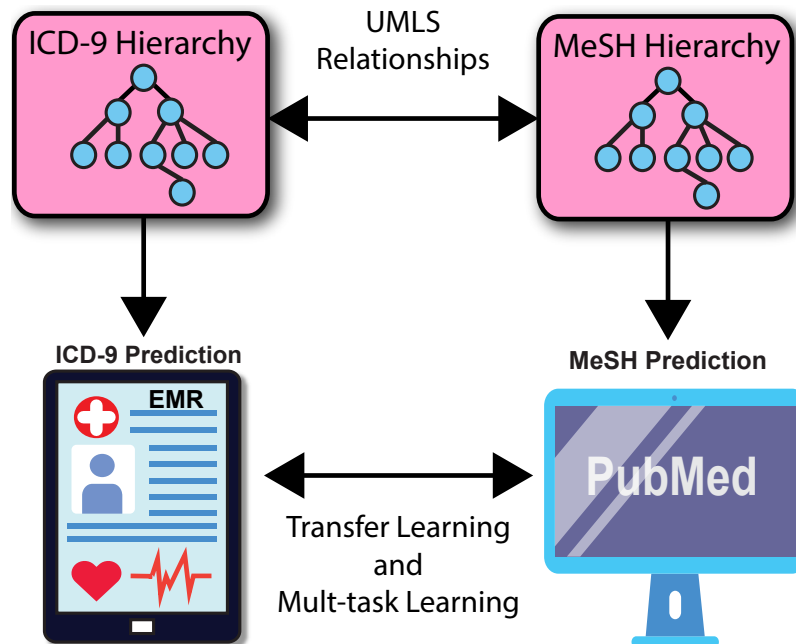 ICD-9 Hierarchy
UMLS
Relationships
MeSH Hierarchy
ICD-9 Prediction
MeSH Prediction
EMR
PubMed
Transfer Learning
and
Mult-task Learning